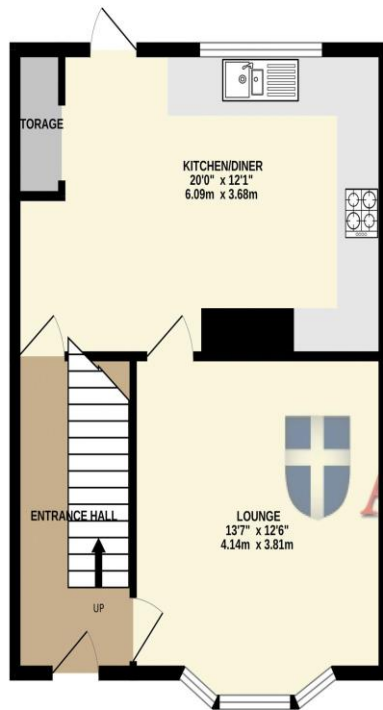 TORAGE
KITCHEN/DINER
20'0" x 12'1"
6.09m x 3.68m
ENTRANCE HALL
LOUNGE
13'7" x 12'6"
4.14m x 3.81m
UP
A